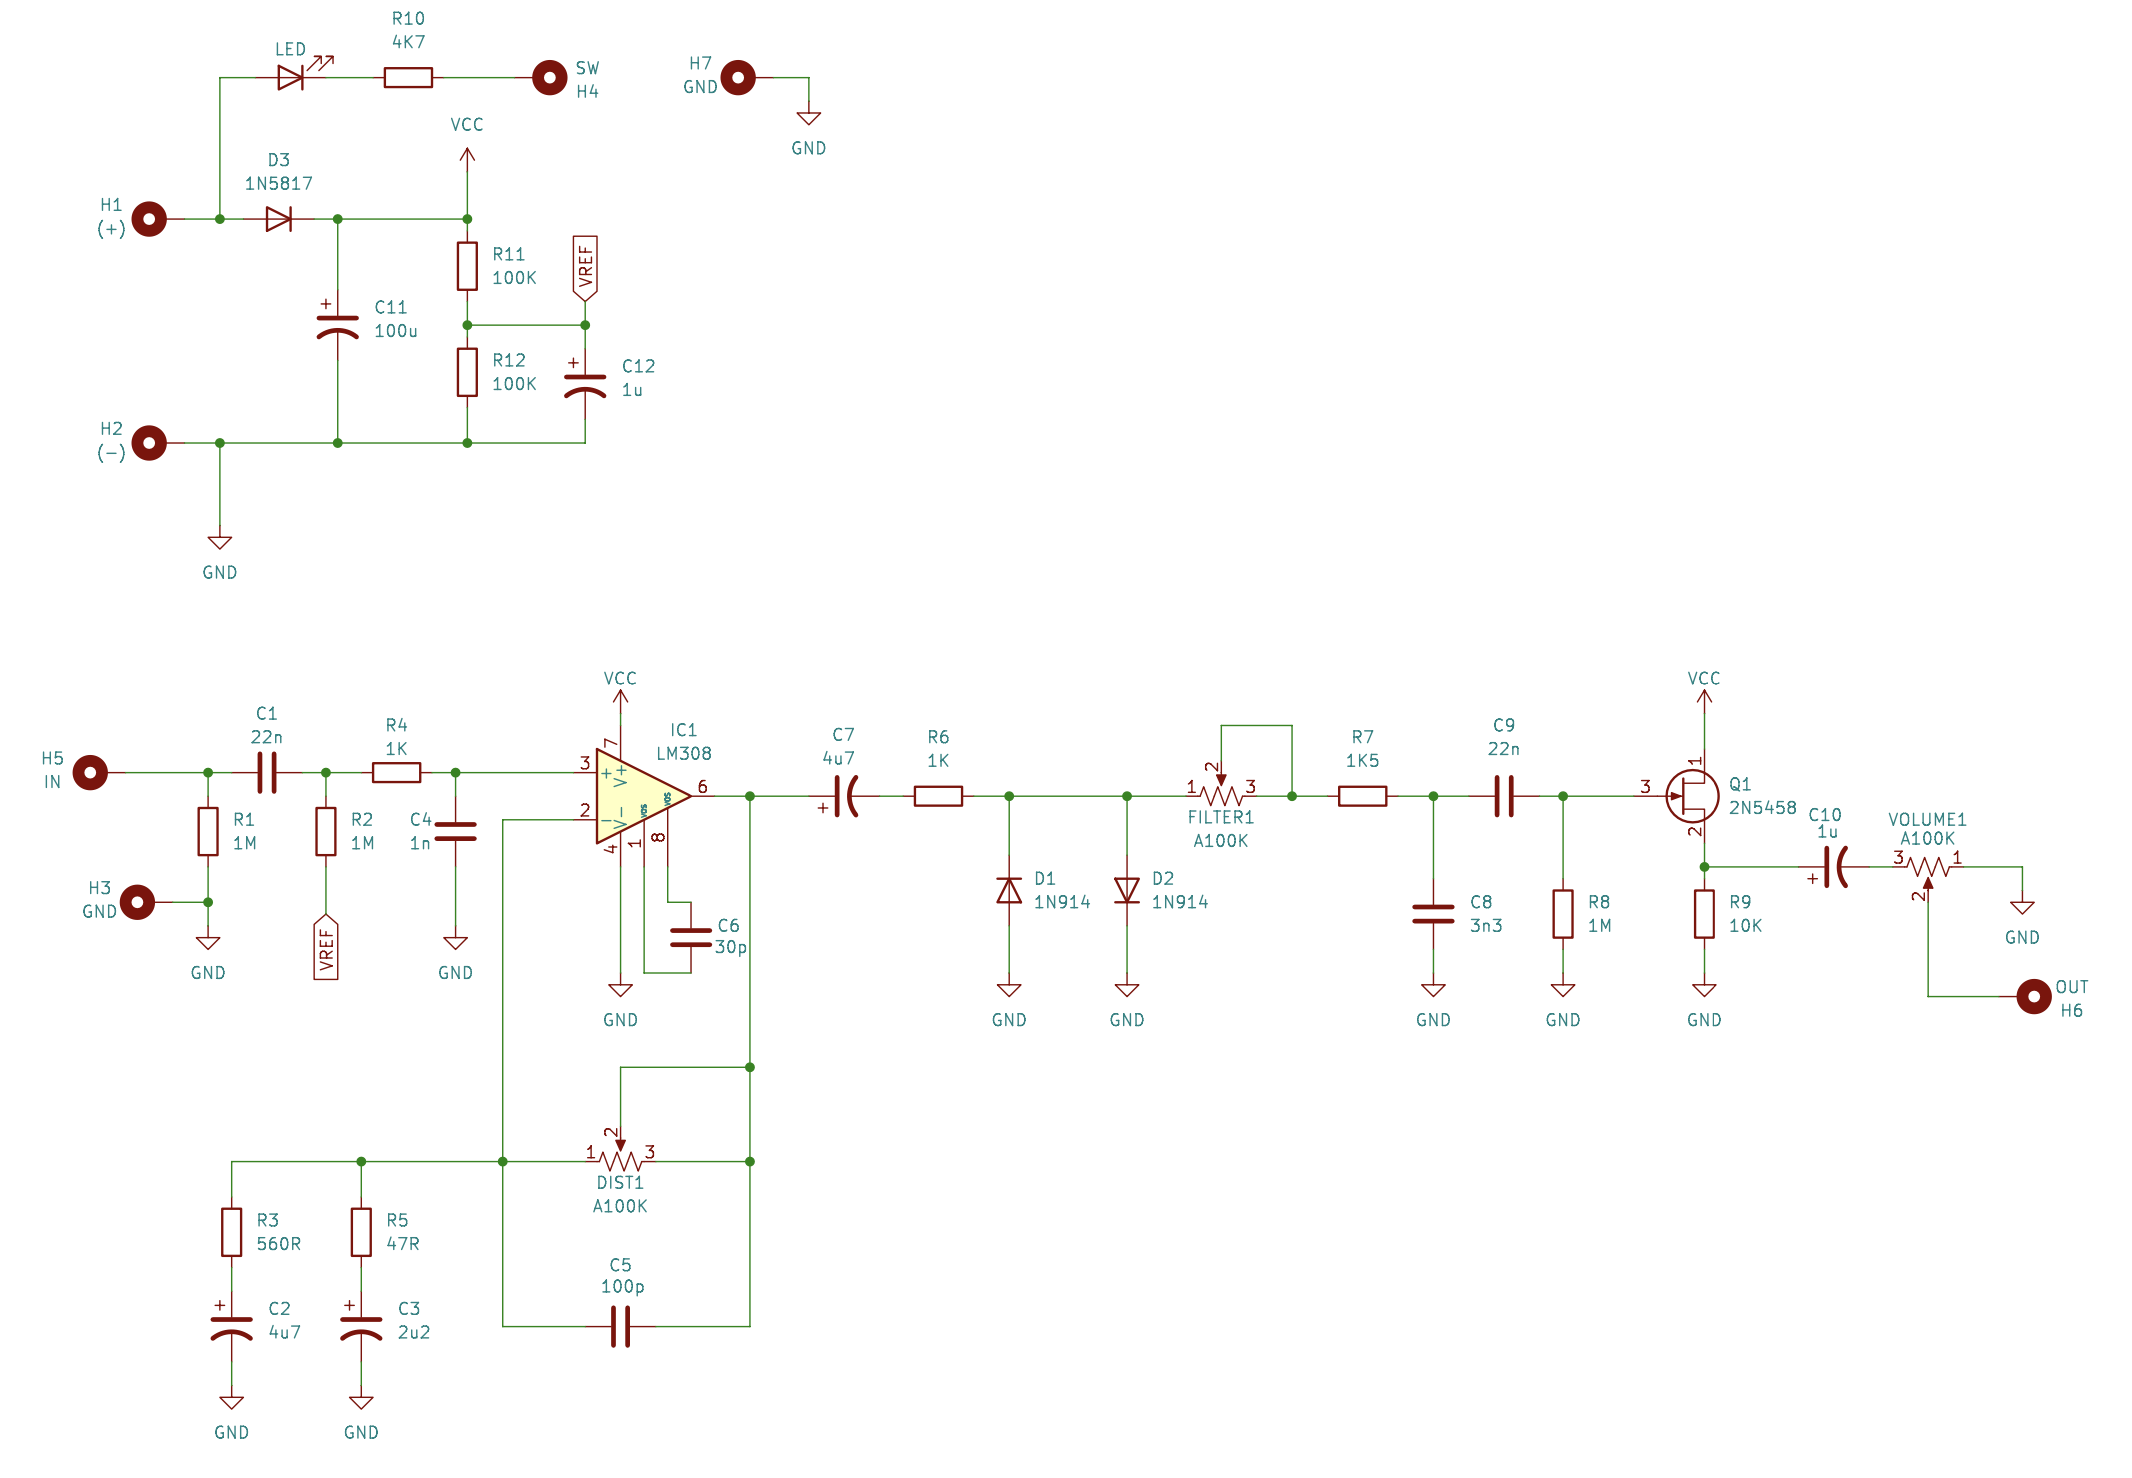 R10
4K7
LED
SW
H4
H7
GND
GND
VCC
D3
1N5817
H1
(+)
R11
100K
VREF
+
C11
100u
R12
100K
+
C12
1u
H2
(-)
GND
VCC
IC1
LM308
7
3
+
V+
2
-
V-
VOS
VOS
6
4
1
8
C1
22n
R4
1K
H5
IN
R1
1M
R2
1M
C4
1n
H3
GND
GND
VREF
GND
C6
30p
GND
C7
4u7
+
R6
1K
D1
1N914
D2
1N914
GND
GND
2
1
3
FILTER1
A100K
R7
1K5
C9
22n
C8
3n3
R8
1M
GND
GND
VCC
1
3
Q1
2N5458
2
C10
1u
+
VOLUME1
A100K
3
1
2
R9
10K
GND
GND
OUT
H6
2
1
3
DIST1
A100K
R3
560R
R5
47R
C5
100p
+
C2
4u7
+
C3
2u2
GND
GND